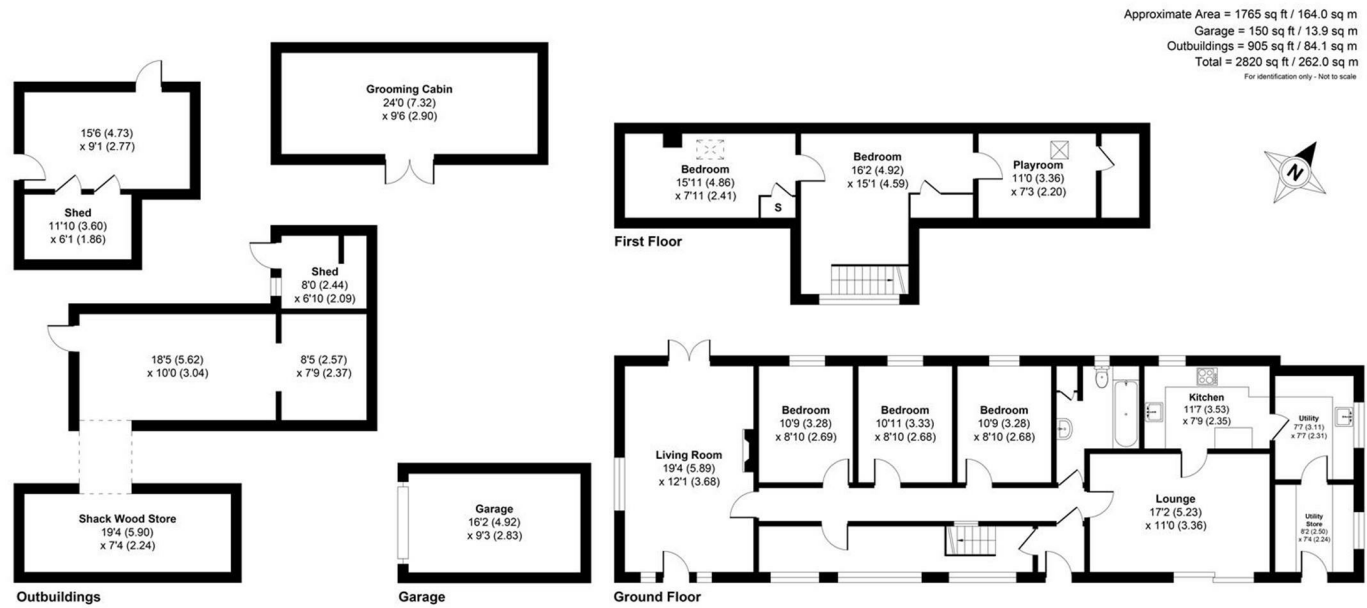 Approximate Area = 1765 sq ft / 164.0 sq m
Garage = 150 sq ft / 13.9 sq m
Outbuildings = 905 sq ft / 84.1 sq m
Total = 2820 sq ft / 262.0 sq m
For identification only - Not to scale
15'6 (4.73)
x 9'1 (2.77)
Shed
11'10 (3.60)
x 6'1 (1.86)
Grooming Cabin
24'0 (7.32)
x 9'6 (2.90)
Shed
8'0 (2.44)
x 6'10 (2.09)
18'5 (5.62)
x 10'0 (3.04)
8'5 (2.57)
x 7'9 (2.37)
Shack Wood Store
19'4 (5.90)
x 7'4 (2.24)
Outbuildings
Garage
16'2 (4.92)
x 9'3 (2.83)
Garage
Bedroom
15'11 (4.86)
x 7'11 (2.41)
S
Bedroom
16'2 (4.92)
x 15'1 (4.59)
Playroom
11'0 (3.36)
x 7'3 (2.20)
First Floor
N
Living Room
19'4 (5.89)
x 12'1 (3.68)
Bedroom
10'9 (3.28)
x 8'10 (2.69)
Bedroom
10'11 (3.33)
x 8'10 (2.68)
Bedroom
10'9 (3.28)
x 8'10 (2.68)
Kitchen
11'7 (3.53)
x 7'9 (2.35)
Utility
7'7 (3.11)
x 7'7 (2.31)
Lounge
17'2 (5.23)
x 11'0 (3.36)
Utility
Store
8'2 (2.50)
x 7'4 (2.24)
Ground Floor